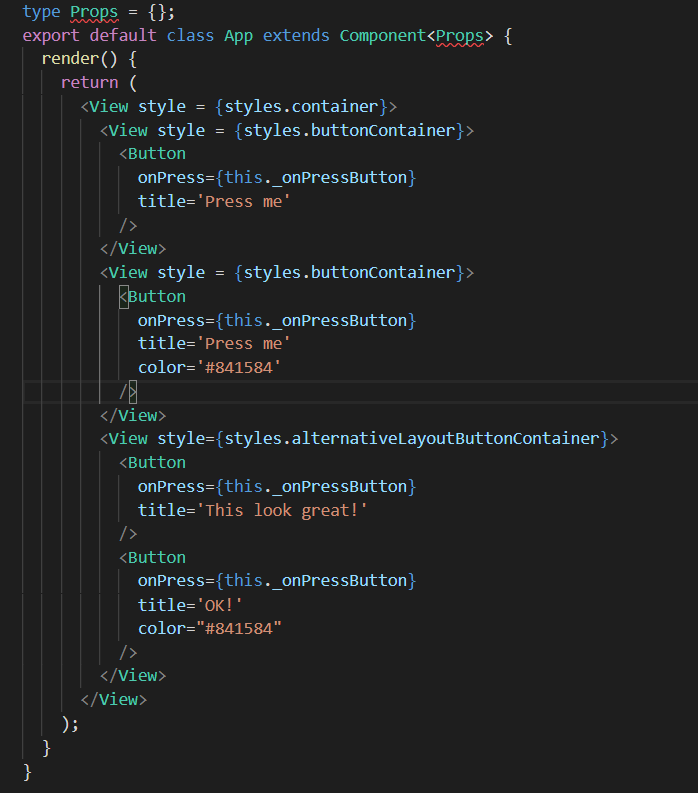 type Props = {};
export default class App extends Component<Props> {
  render() {
    return (
      <View style = {styles.container}>
        <View style = {styles.buttonContainer}>
          <Button
            onPress={this._onPressButton}
            title='Press me'
          />
        </View>
        <View style = {styles.buttonContainer}>
          <Button
            onPress={this._onPressButton}
            title='Press me'
            color='#841584'
          />
        </View>
        <View style={styles.alternativeLayoutButtonContainer}>
          <Button
            onPress={this._onPressButton}
            title='This look great!'
          />
          <Button
            onPress={this._onPressButton}
            title='OK!'
            color="#841584"
          />
        </View>
      </View>
    );
  }
}